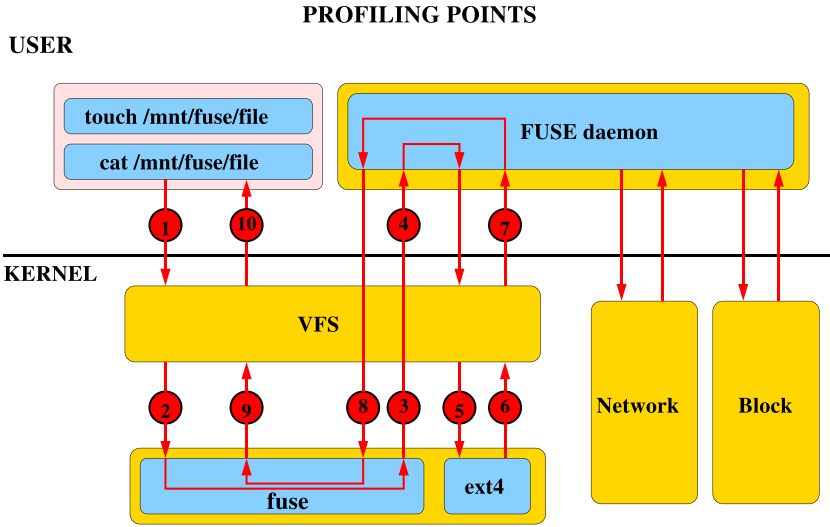 PROFILING POINTS
USER
touch /mnt/fuse/file
FUSE daemon
cat /mnt/fuse/file
1
10
4
7
KERNEL
VFS
2
9
8
3
5
6
Network
Block
fuse
ext4